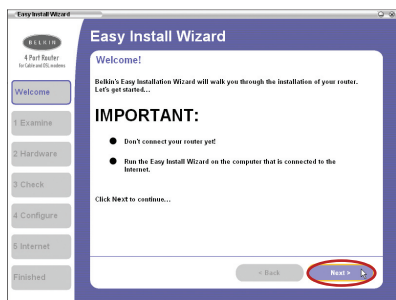 Easy Install Wizard
BELKIN
4 Port Router
for Cable and DSL modems
Welcome
1 Examine
2 Hardware
3 Check
4 Configure
5 Internet
Finished
Easy Install Wizard
Welcome!
Belkin's Easy Installation Wizard will walk you through the installation of your router.
Let's get started...
IMPORTANT:
Don't connect your router yet!
Run the Easy Install Wizard on the computer that is connected to the
Internet.
Click Next to continue...
< Back
Next >